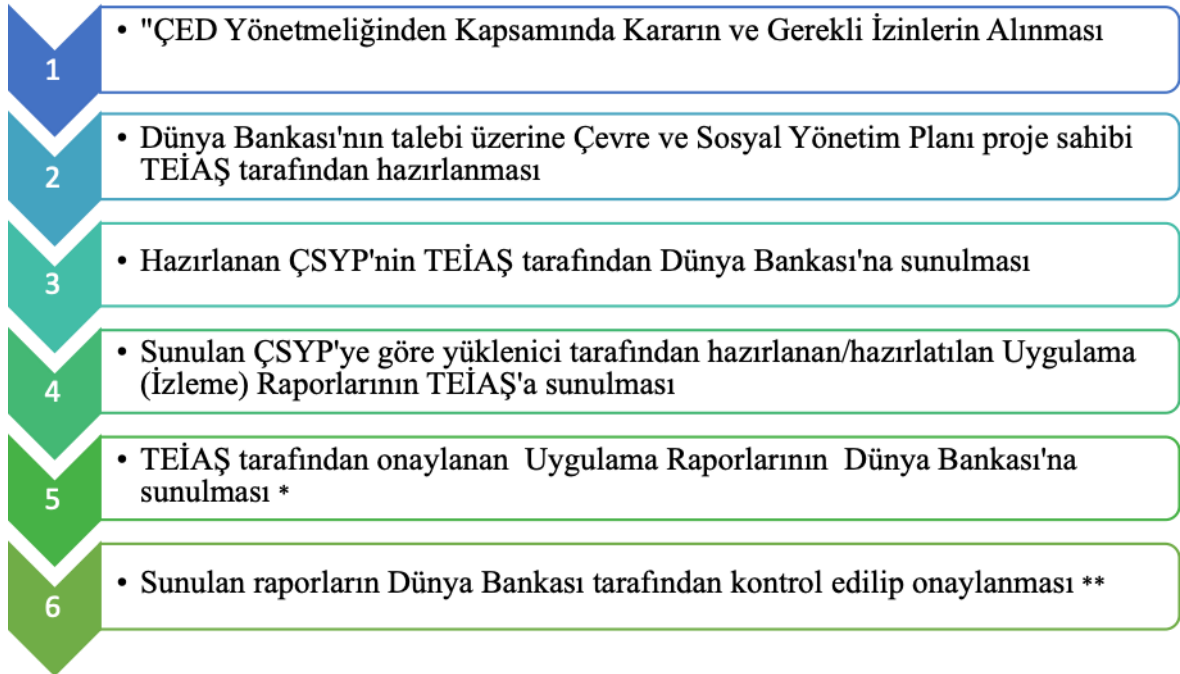 1
• "ÇED Yönetmeliğinden Kapsamında Kararın ve Gerekli İzinlerin Alınması
2
• Dünya Bankası'nın talebi üzerine Çevre ve Sosyal Yönetim Planı proje sahibi
TEİAŞ tarafından hazırlanması
3
• Hazırlanan ÇSYP'nin TEİAŞ tarafından Dünya Bankası'na sunulması
4
• Sunulan ÇSYP'ye göre yüklenici tarafından hazırlanan/hazırlatılan Uygulama
(İzleme) Raporlarının TEİAŞ'a sunulması
5
• TEİAŞ tarafından onaylanan Uygulama Raporlarının Dünya Bankası'na
sunulması *
6
• Sunulan raporların Dünya Bankası tarafından kontrol edilip onaylanması **